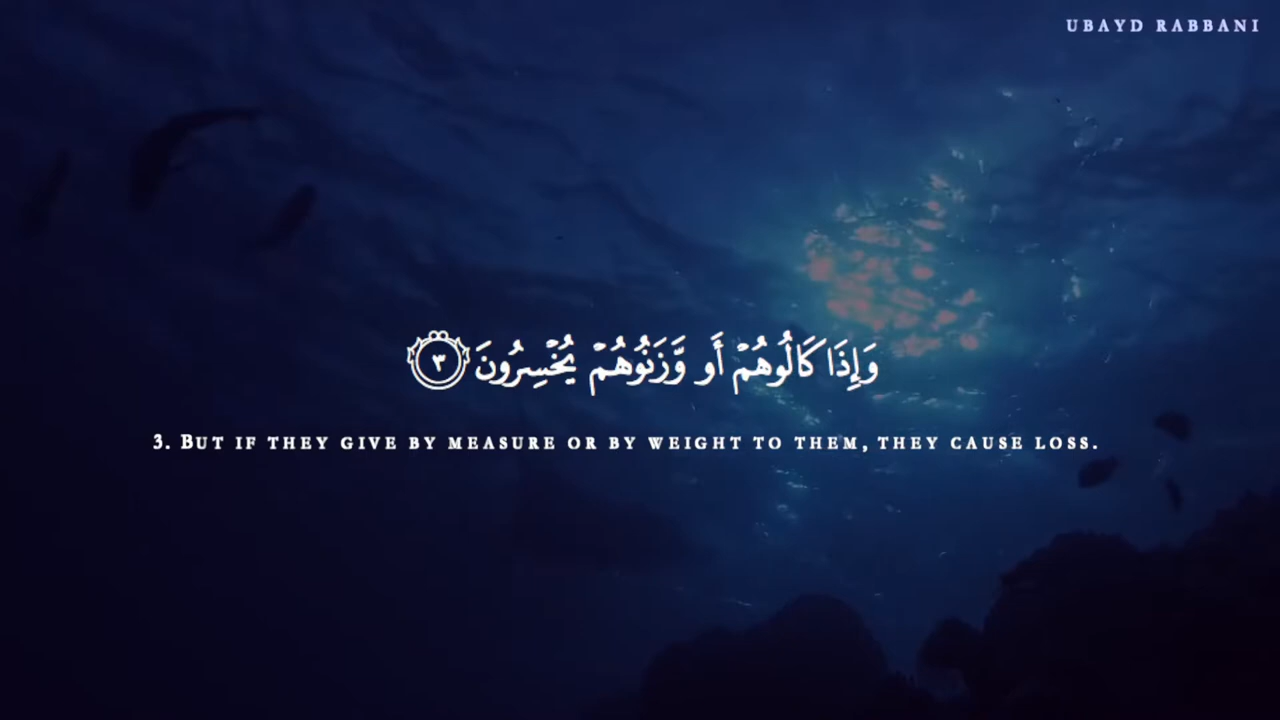 UBAYD RABBANI
وَإِذَا كَالُوهُمْ أَو وَّزَنُوهُمْ يُخْسِرُونَ ٣
3. But if they give by measure or by weight to them, they cause loss.